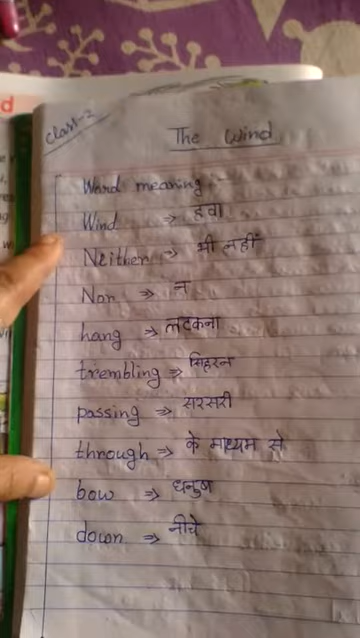 Class-2
The Wind
Word meaning
Wind => हवा
Neither => भी नहीं
Nor => न
hang => लटकना
trembling => सिहरन
passing => सरसरी
through => के माध्यम से
bow => धनुष
down => नीचे